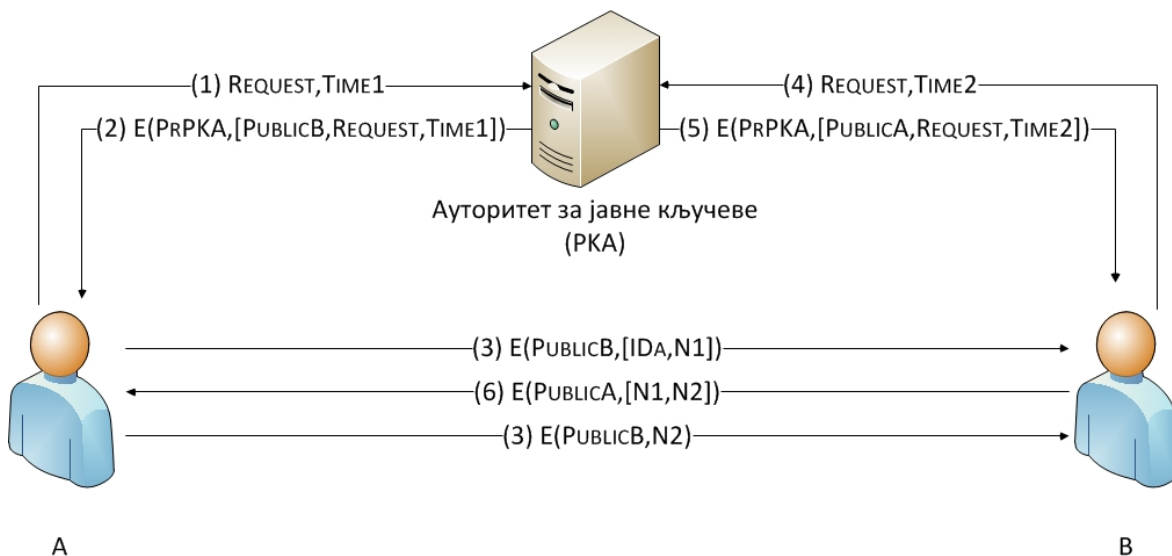 (1) REQUEST,TIME1
(4) REQUEST,TIME2
(2) E(PRPKA,[PUBLICB,REQUEST,TIME1])
(5) E(PRPKA,[PUBLICA,REQUEST,TIME2])
Ауторитет за јавне кључеве
(PKA)
(3) E(PUBLICB,[IDA,N1])
(6) E(PUBLICA,[N1,N2])
(3) E(PUBLICB,N2)
A
B